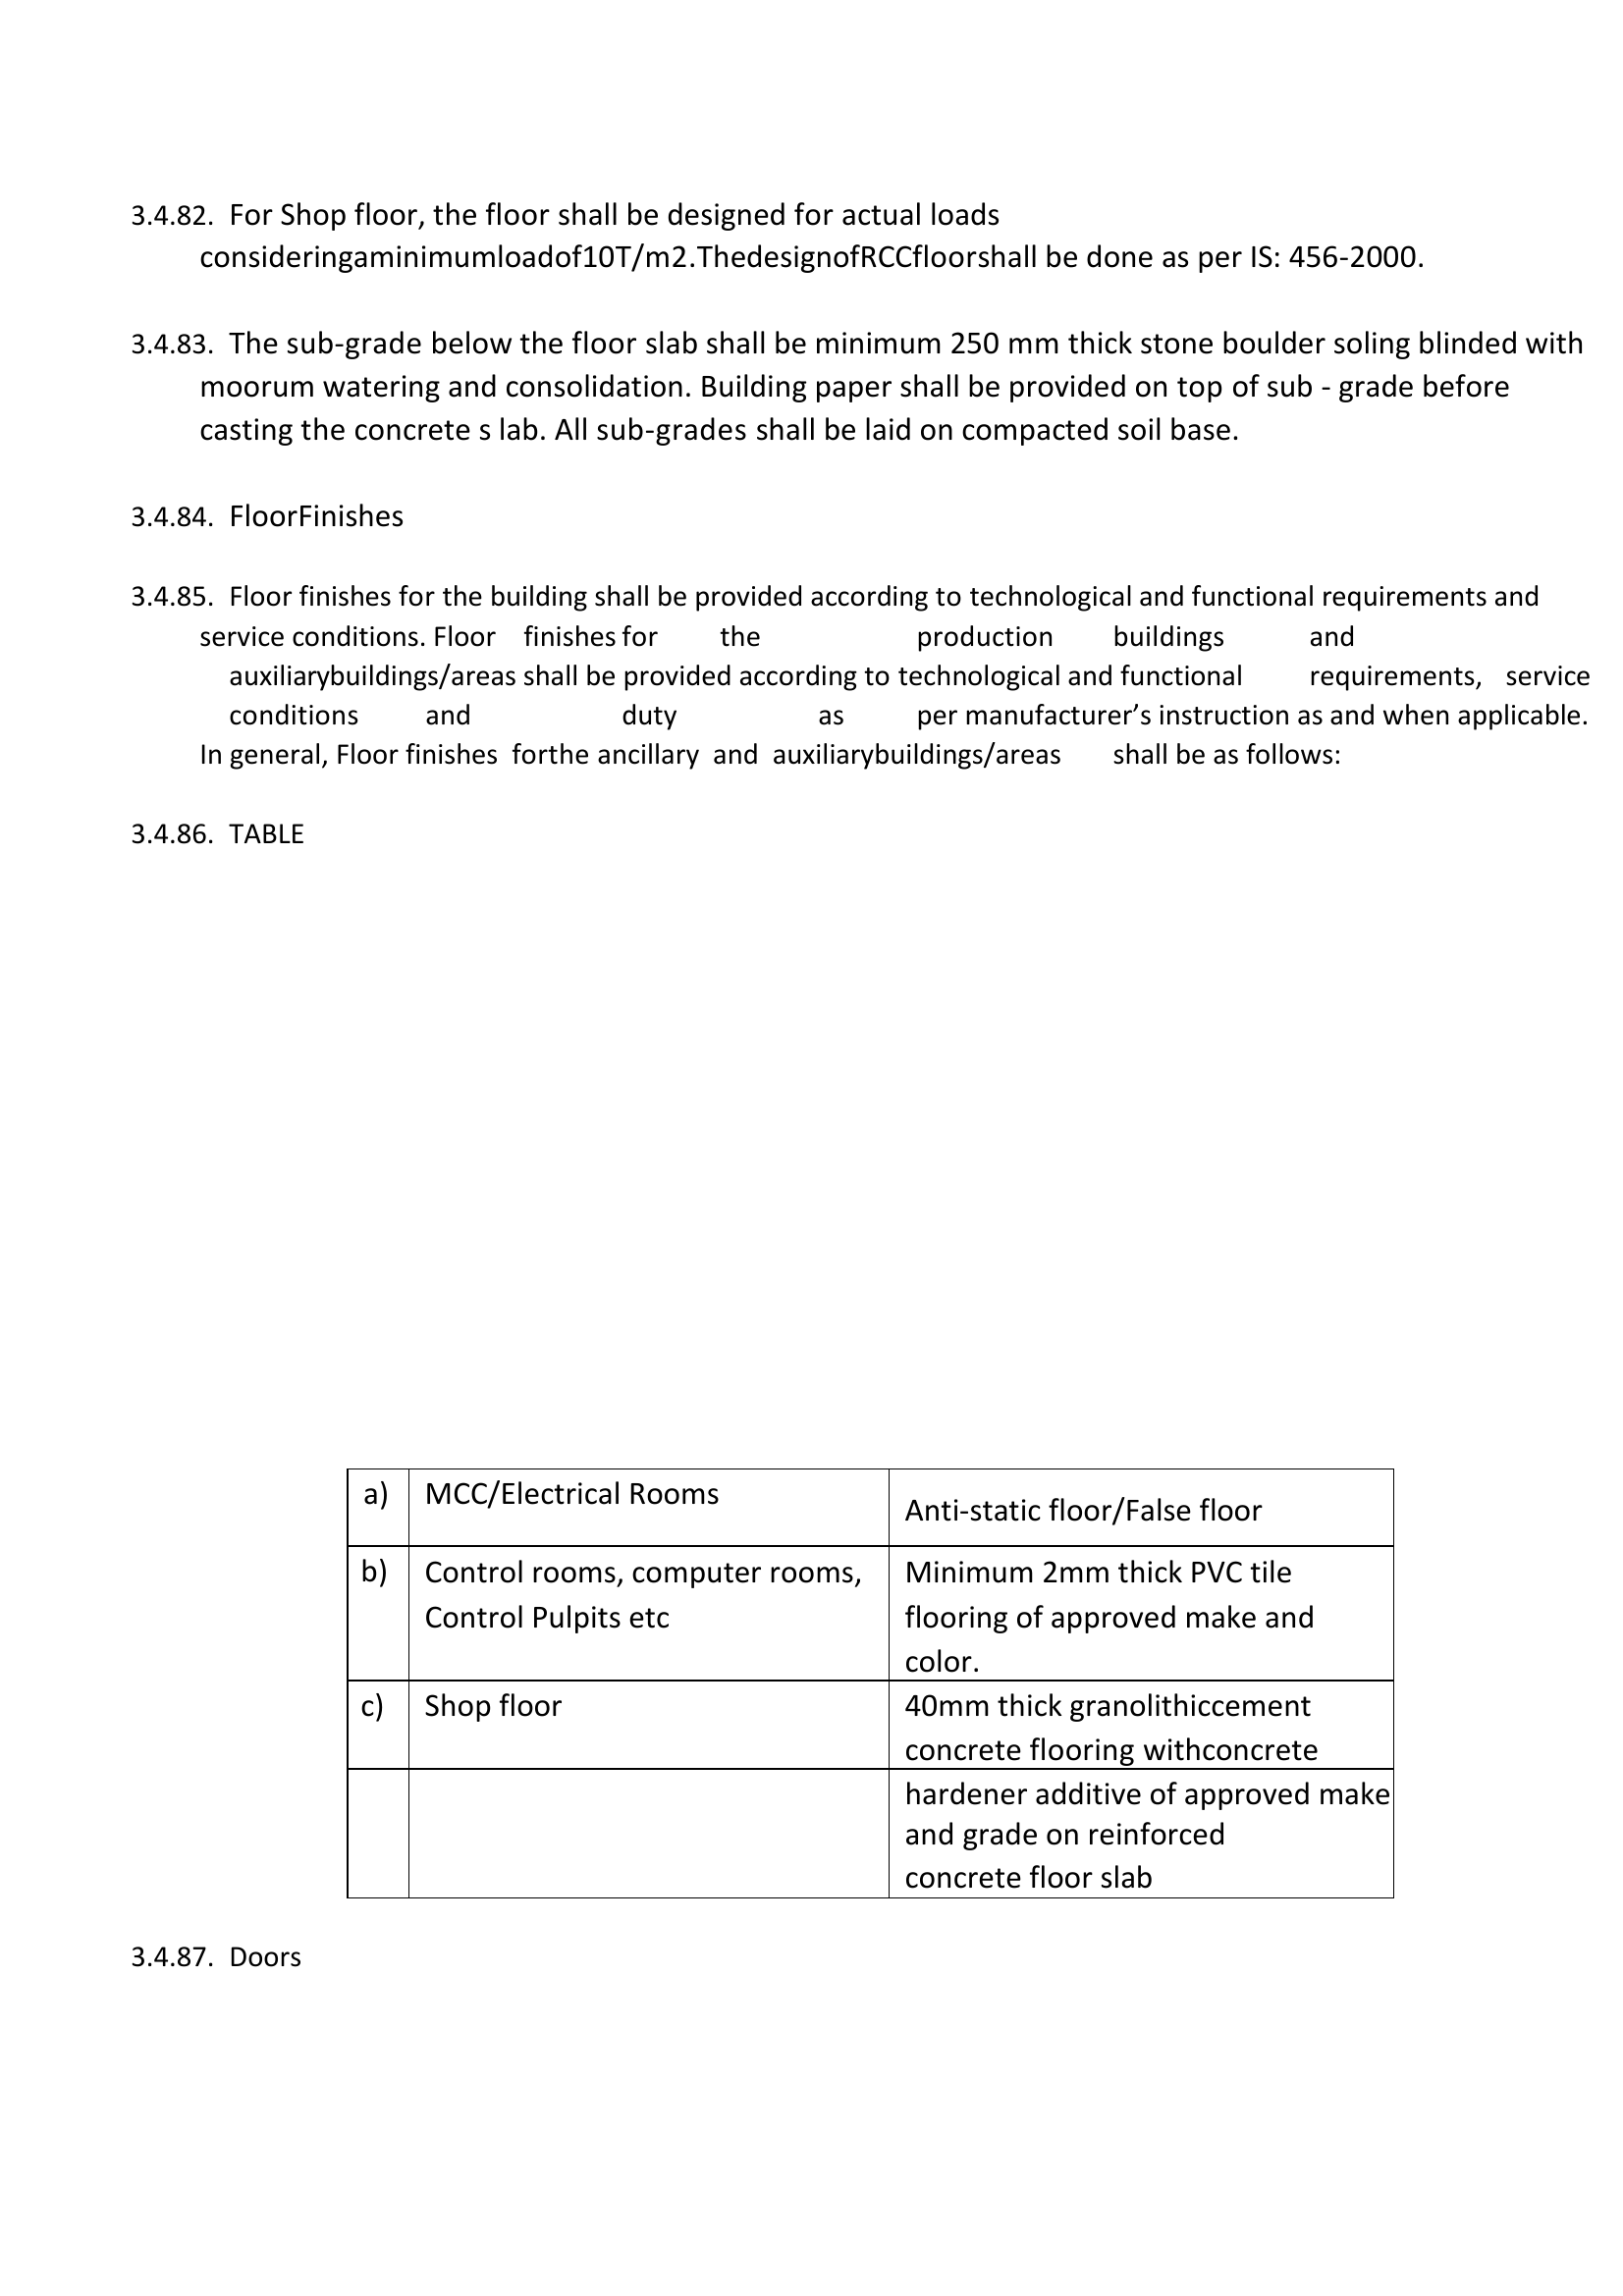 3.4.82. For Shop floor, the floor shall be designed for actual loads
consideringaminimumloadof10T/m2.ThedesignofRCCfloorshall be done as per IS: 456-2000.
3.4.83. The sub-grade below the floor slab shall be minimum 250 mm thick stone boulder soling blinded with
moorum watering and consolidation. Building paper shall be provided on top of sub - grade before
casting the concrete s lab. All sub-grades shall be laid on compacted soil base.
3.4.84. FloorFinishes
3.4.85. Floor finishes for the building shall be provided according to technological and functional requirements and
service conditions. Floor finishes for the production buildings and
auxiliarybuildings/areas shall be provided according to technological and functional requirements, service
conditions and duty as per manufacturer’s instruction as and when applicable.
In general, Floor finishes forthe ancillary and auxiliarybuildings/areas shall be as follows:
3.4.86. TABLE
a) MCC/Electrical Rooms Anti-static floor/False floor
b) Control rooms, computer rooms, Minimum 2mm thick PVC tile
Control Pulpits etc flooring of approved make and
color.
c) Shop floor 40mm thick granolithiccement
concrete flooring withconcrete
hardener additive of approved make
and grade on reinforced
concrete floor slab
3.4.87. Doors